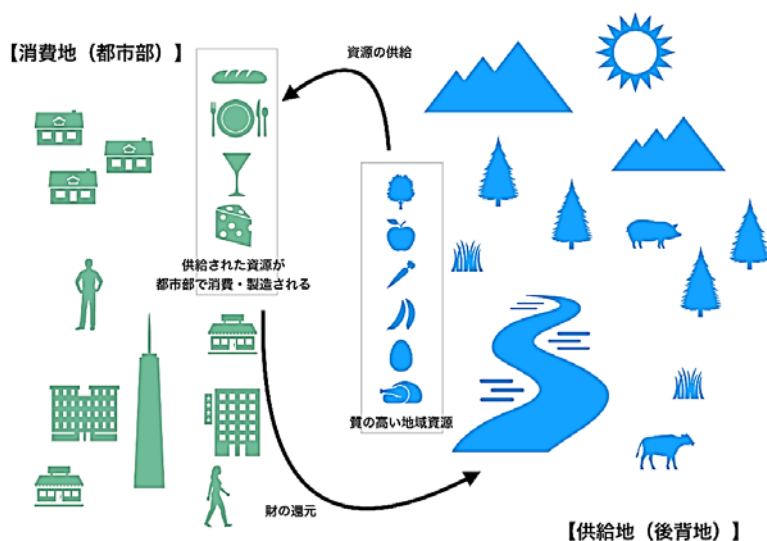 【消費地（都市部）】
資源の供給
供給された資源が
都市部で消費・製造される
質の高い地域資源
財の還元
【供給地（後背地）】